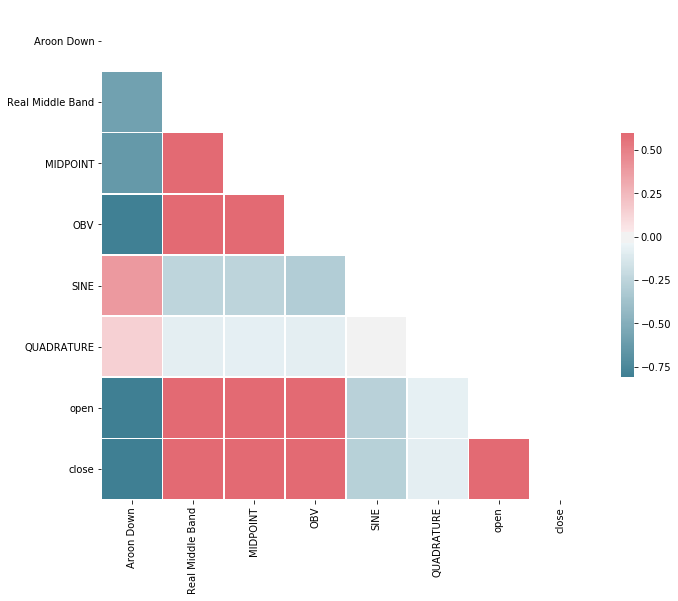 Aroon Down
Real Middle Band
MIDPOINT
OBV
SINE
QUADRATURE
open
close
Aroon Down
Real Middle Band
MIDPOINT
OBV
SINE
QUADRATURE
open
close
0.50
0.25
0.00
−0.25
−0.50
−0.75